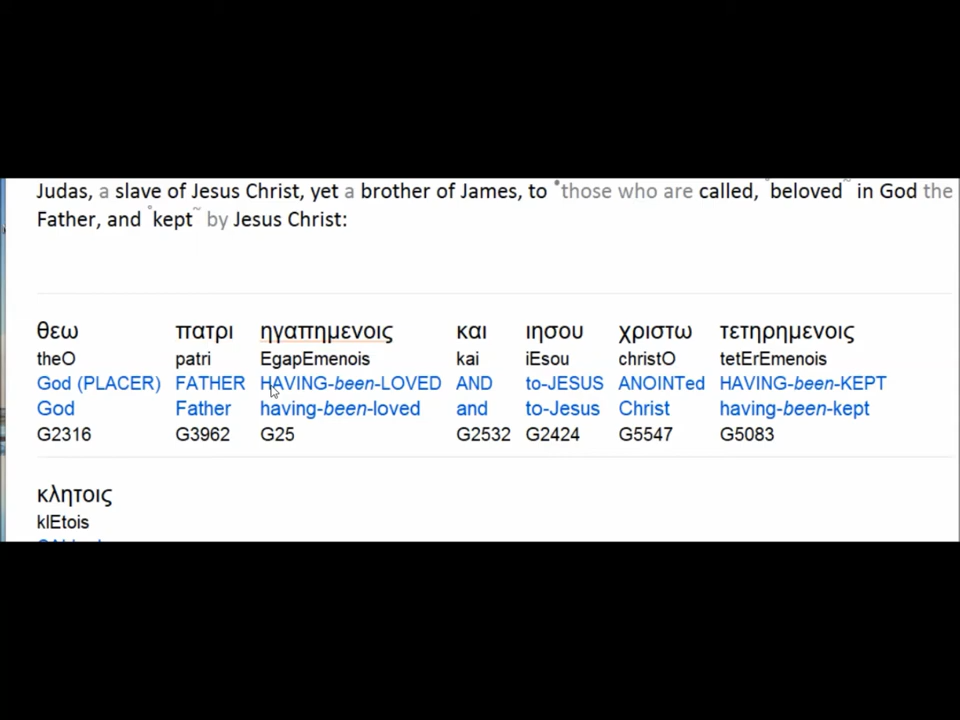 Judas, a slave of Jesus Christ, yet a brother of James, to •those who are called, °beloved~ in God the
Father, and °kept~ by Jesus Christ:
θεω πατρι ηγαπημενοις και ιησου χριστω τετηρημενοις
theO patri EgapEmenois kai iEsou christO tetErEmenois
God (PLACER) FATHER HAVING-been-LOVED AND to-JESUS ANOINTed HAVING-been-KEPT
God Father having-been-loved and to-Jesus Christ having-been-kept
G2316 G3962 G25 G2532 G2424 G5547 G5083
κλητοις
klEtois